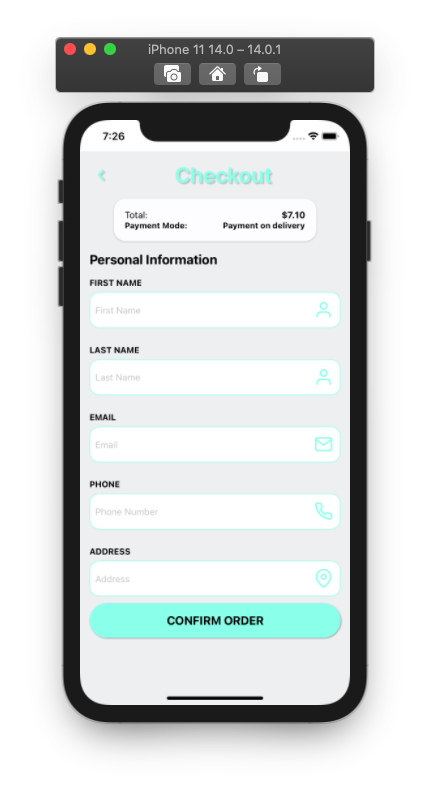 iPhone 11 14.0 – 14.0.1
7:26
Checkout
Total: $7.10
Payment Mode: Payment on delivery
Personal Information
FIRST NAME
First Name
LAST NAME
Last Name
EMAIL
Email
PHONE
Phone Number
ADDRESS
Address
CONFIRM ORDER